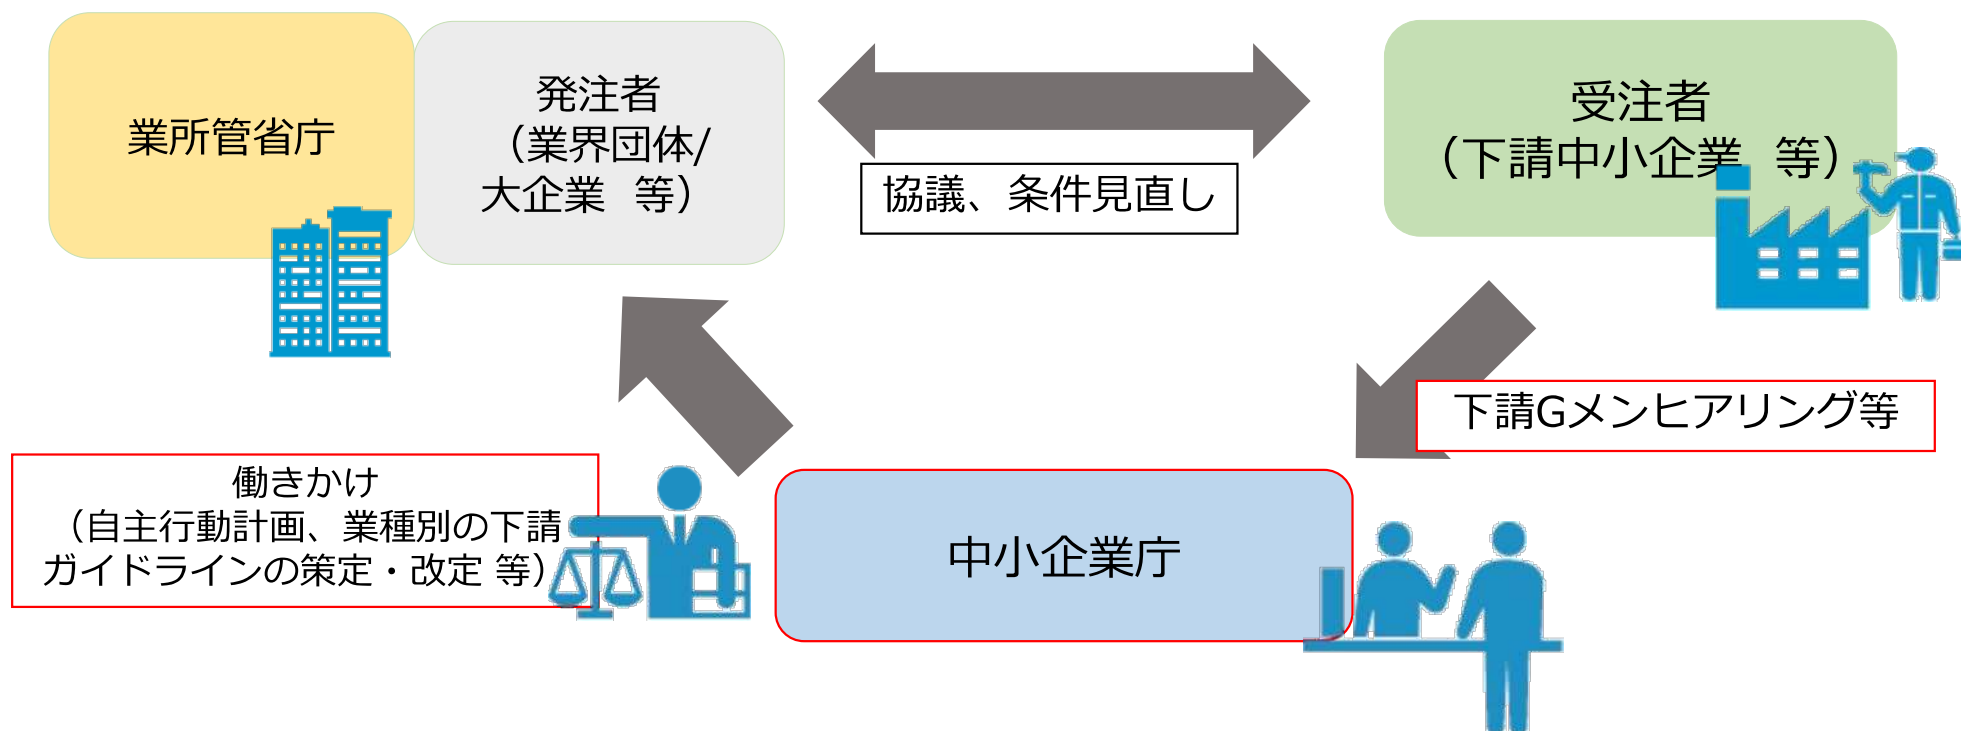 業所管省庁
発注者
（業界団体/
大企業　等）
受注者
（下請中小企業　等）
協議、条件見直し
下請Gメンヒアリング等
働きかけ
（自主行動計画、業種別の下請
ガイドラインの策定・改定 等）
中小企業庁